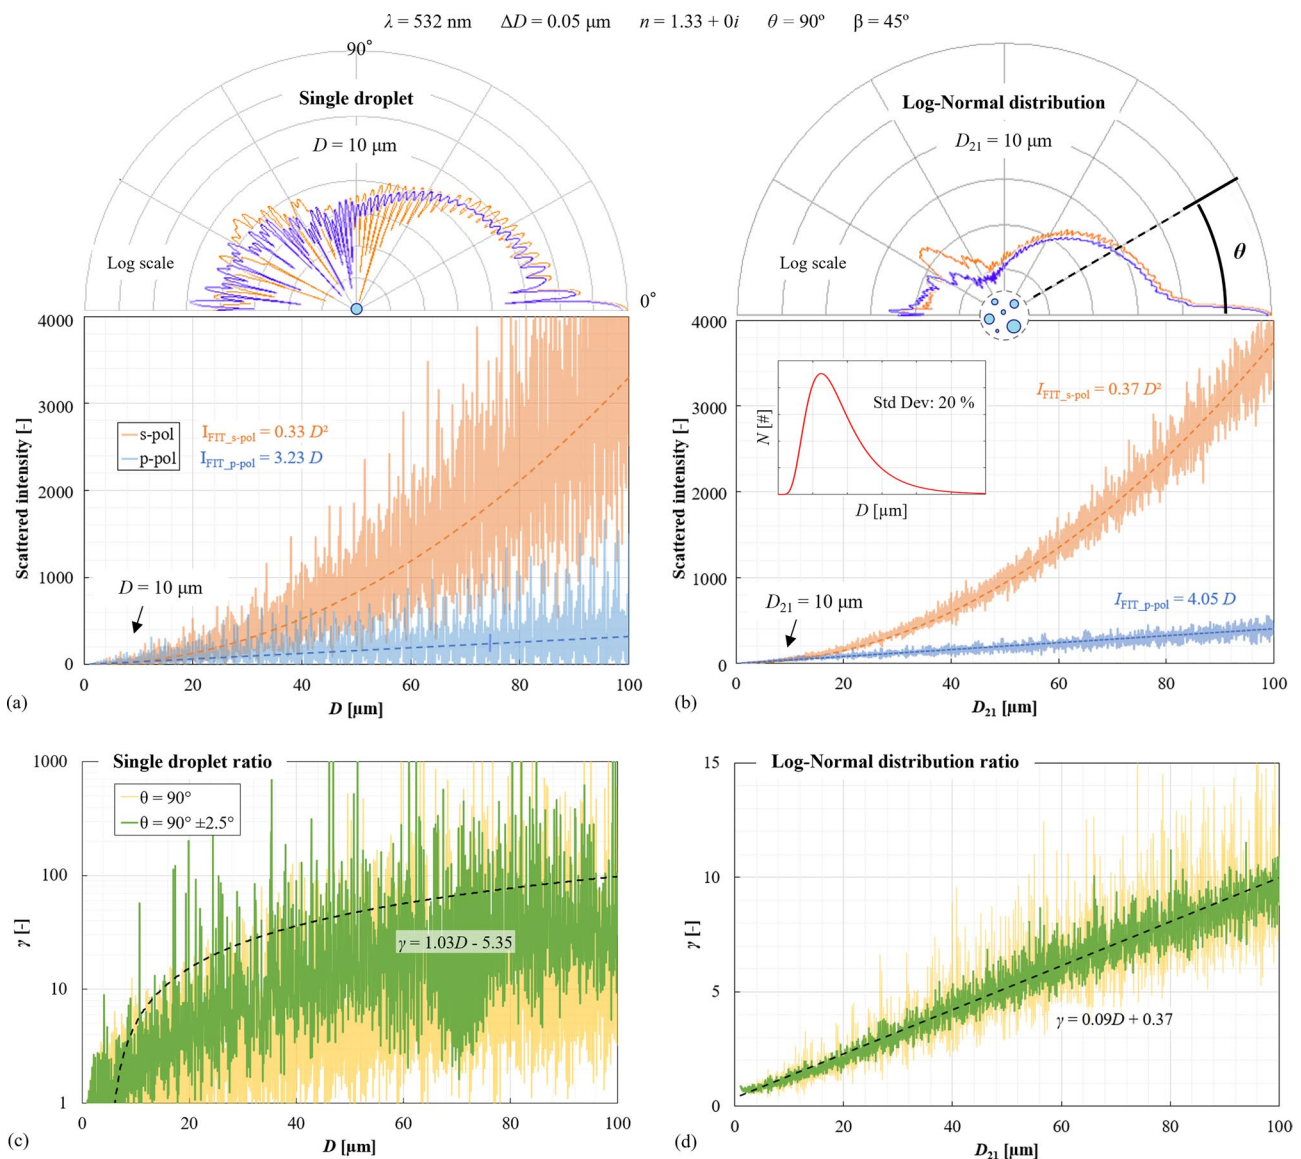 λ = 532 nm ΔD = 0.05 μm n = 1.33 + 0i θ = 90º β = 45º
90°
Single droplet
D = 10 μm
Log scale
0°
Log-Normal distribution
D₂₁ = 10 μm
Log scale
θ
4000
3000
2000
1000
0
Scattered intensity [-]
s-pol
p-pol
I_FIT_s-pol = 0.33 D²
I_FIT_p-pol = 3.23 D
D = 10 μm
0 20 40 60 80 100
(a)
D [μm]
4000
3000
2000
1000
0
Scattered intensity [-]
N [#]
Std Dev: 20 %
D [μm]
I_FIT_s-pol = 0.37 D²
I_FIT_p-pol = 4.05 D
D₂₁ = 10 μm
0 20 40 60 80 100
(b)
D₂₁ [μm]
Single droplet ratio
1000
100
10
1
γ [-]
θ = 90°
θ = 90° ±2.5°
γ = 1.03D - 5.35
0 20 40 60 80 100
(c)
D [μm]
Log-Normal distribution ratio
15
10
5
0
γ [-]
γ = 0.09D + 0.37
0 20 40 60 80 100
(d)
D₂₁ [μm]